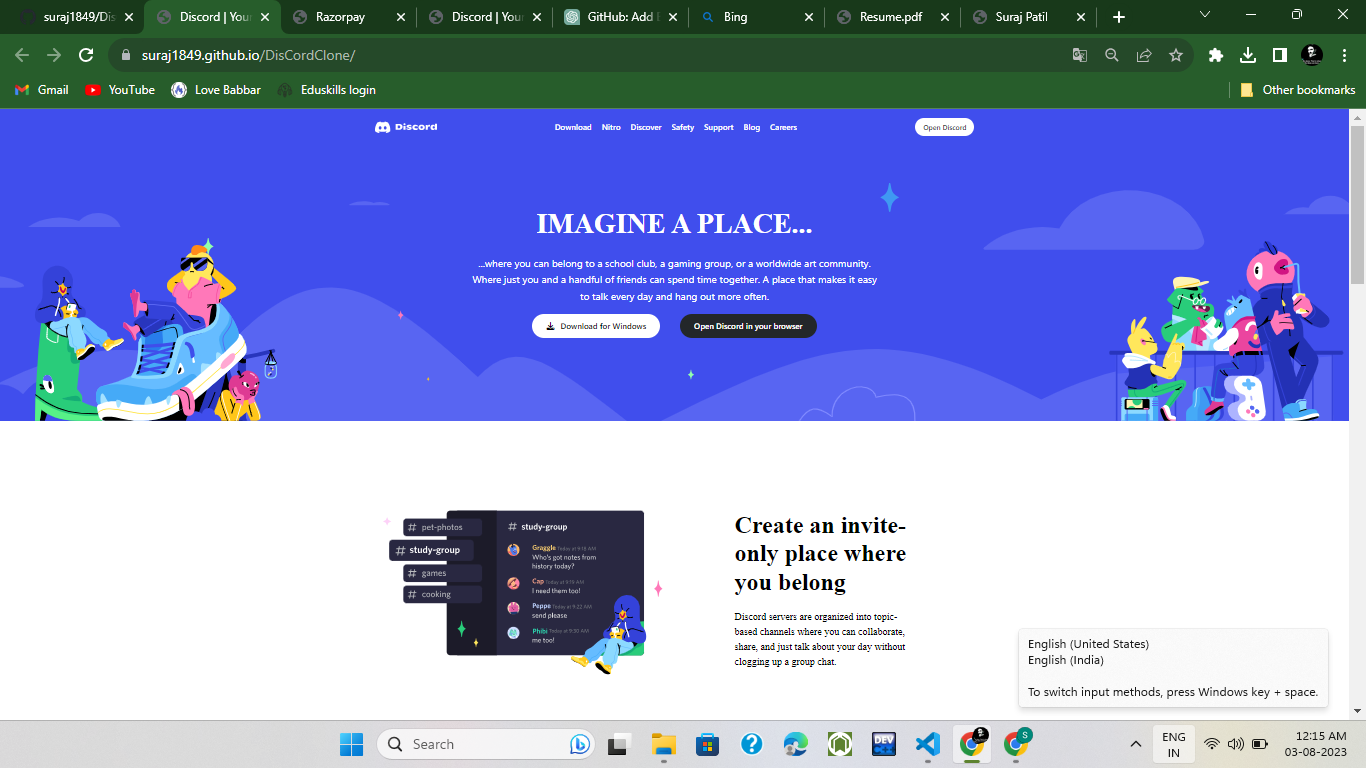 suraj1849/Dis
Discord | Your
Razorpay
Discord | Your
GitHub: Add E
Bing
Resume.pdf
Suraj Patil
suraj1849.github.io/DisCordClone/
Gmail
YouTube
Love Babbar
Eduskills login
Other bookmarks
Discord
Download
Nitro
Discover
Safety
Support
Blog
Careers
Open Discord
IMAGINE A PLACE...
...where you can belong to a school club, a gaming group, or a worldwide art community.
Where just you and a handful of friends can spend time together. A place that makes it easy
to talk every day and hang out more often.
Download for Windows
Open Discord in your browser
# pet-photos
# study-group
# games
# cooking
# study-group
Graggle Today at 9:18 AM
Who's got notes from
history today?
Cap Today at 9:19 AM
I need them too!
Peppe Today at 9:22 AM
send please
Phibi Today at 9:30 AM
me too!
Create an invite-
only place where
you belong
Discord servers are organized into topic-
based channels where you can collaborate,
share, and just talk about your day without
clogging up a group chat.
English (United States)
English (India)
To switch input methods, press Windows key + space.
Search
DEV
C++
S
ENG
IN
12:15 AM
03-08-2023